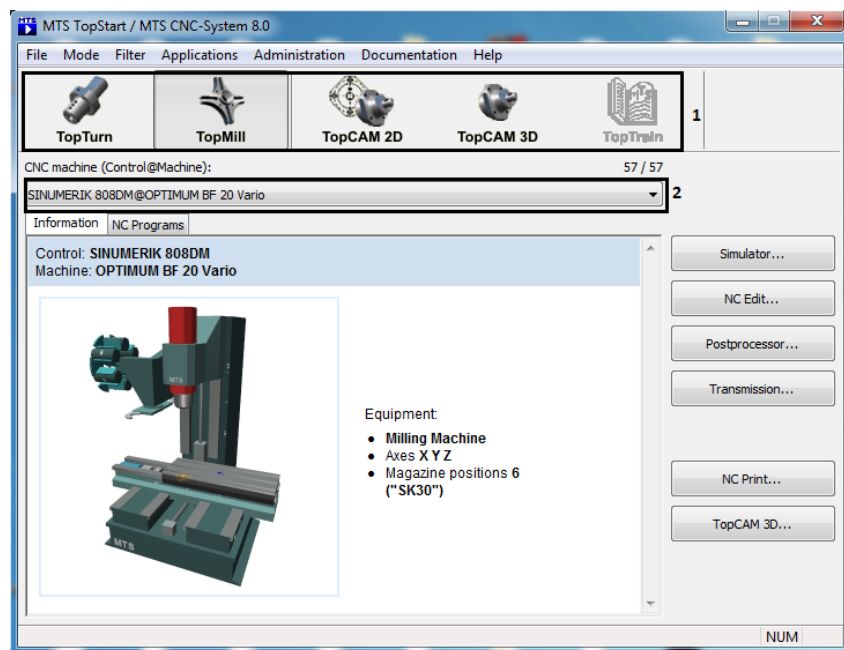 MTS TopStart / MTS CNC-System 8.0
File Mode Filter Applications Administration Documentation Help
TopTurn TopMill TopCAM 2D TopCAM 3D TopTrain 1
CNC machine (Control@Machine): 57 / 57
SINUMERIK 808DM@OPTIMUM BF 20 Vario 2
Information NC Programs
Control: SINUMERIK 808DM
Machine: OPTIMUM BF 20 Vario
Simulator...
NC Edit...
Postprocessor...
Transmission...
NC Print...
TopCAM 3D...
MTS
MTS
Equipment:
• Milling Machine
• Axes X Y Z
• Magazine positions 6
("SK30")
NUM